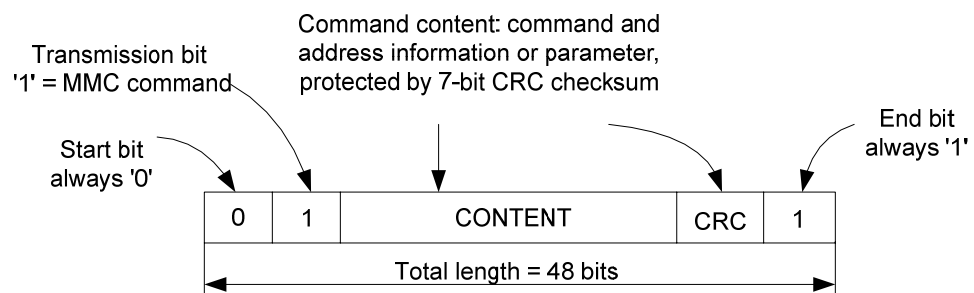 Command content: command and
address information or parameter,
protected by 7-bit CRC checksum
Transmission bit
'1' = MMC command
Start bit
always '0'
End bit
always '1'
0 1 CONTENT CRC 1
Total length = 48 bits